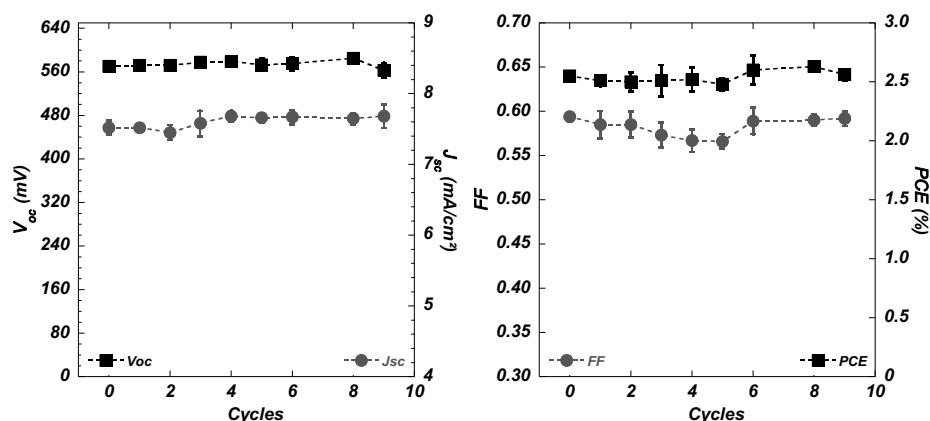 640
560
480
400
320
240
160
80
0
V_oc (mV)
9
8
7
6
5
4
J_sc (mA/cm²)
Voc
Jsc
0 2 4 6 8 10
Cycles
0.70
0.65
0.60
0.55
0.50
0.45
0.40
0.35
0.30
FF
3.0
2.5
2.0
1.5
1.0
0.5
0
PCE (%)
FF
PCE
0 2 4 6 8 10
Cycles